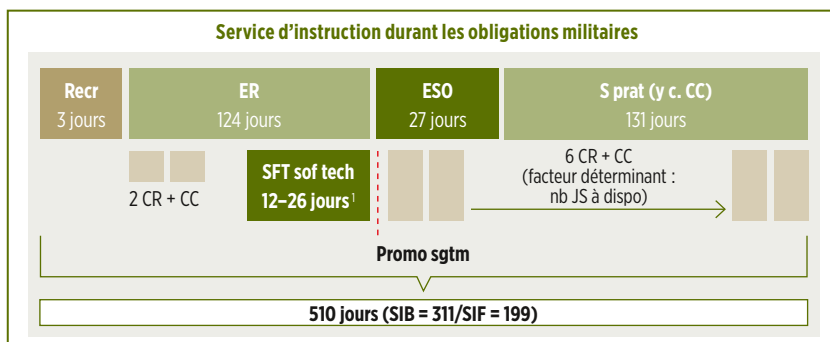 Service d’instruction durant les obligations militaires
Recr
3 jours
ER
124 jours
ESO
27 jours
S prat (y c. CC)
131 jours
2 CR + CC
SFT sof tech
12–26 jours¹
6 CR + CC
(facteur déterminant :
nb JS à dispo)
Promo sgtm
510 jours (SIB = 311/SIF = 199)